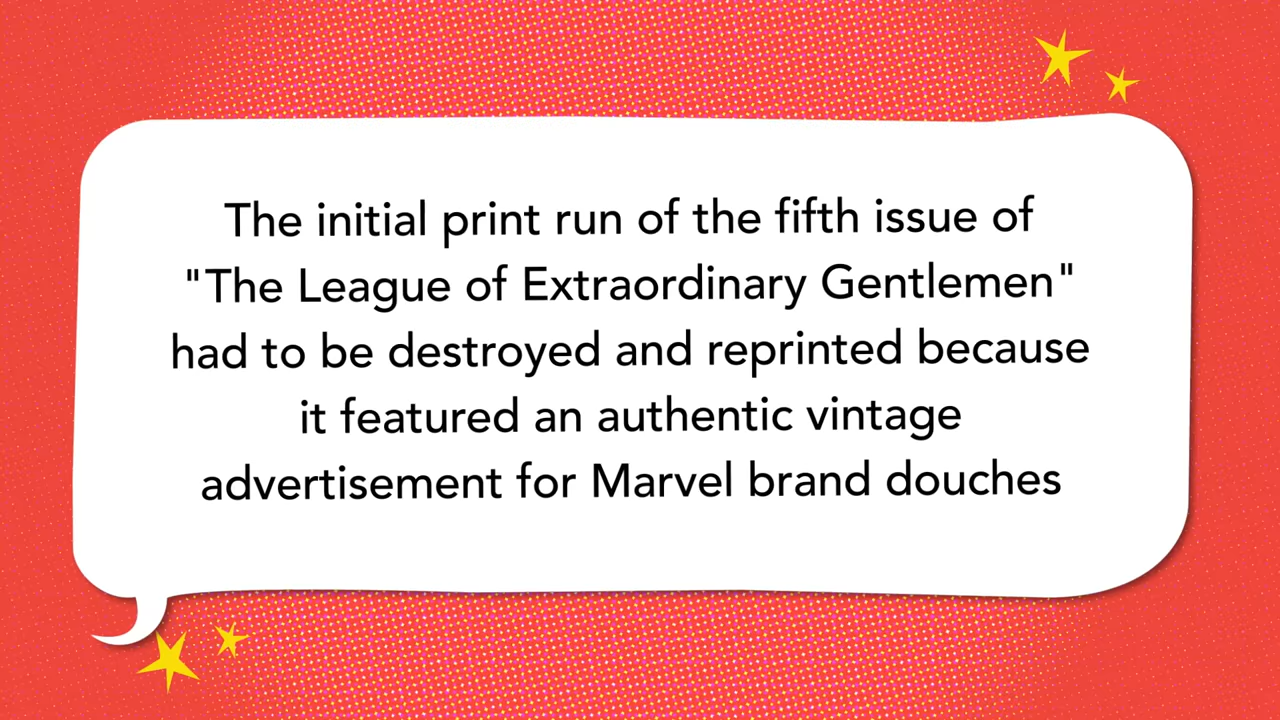 The initial print run of the fifth issue of
"The League of Extraordinary Gentlemen"
had to be destroyed and reprinted because
it featured an authentic vintage
advertisement for Marvel brand douches